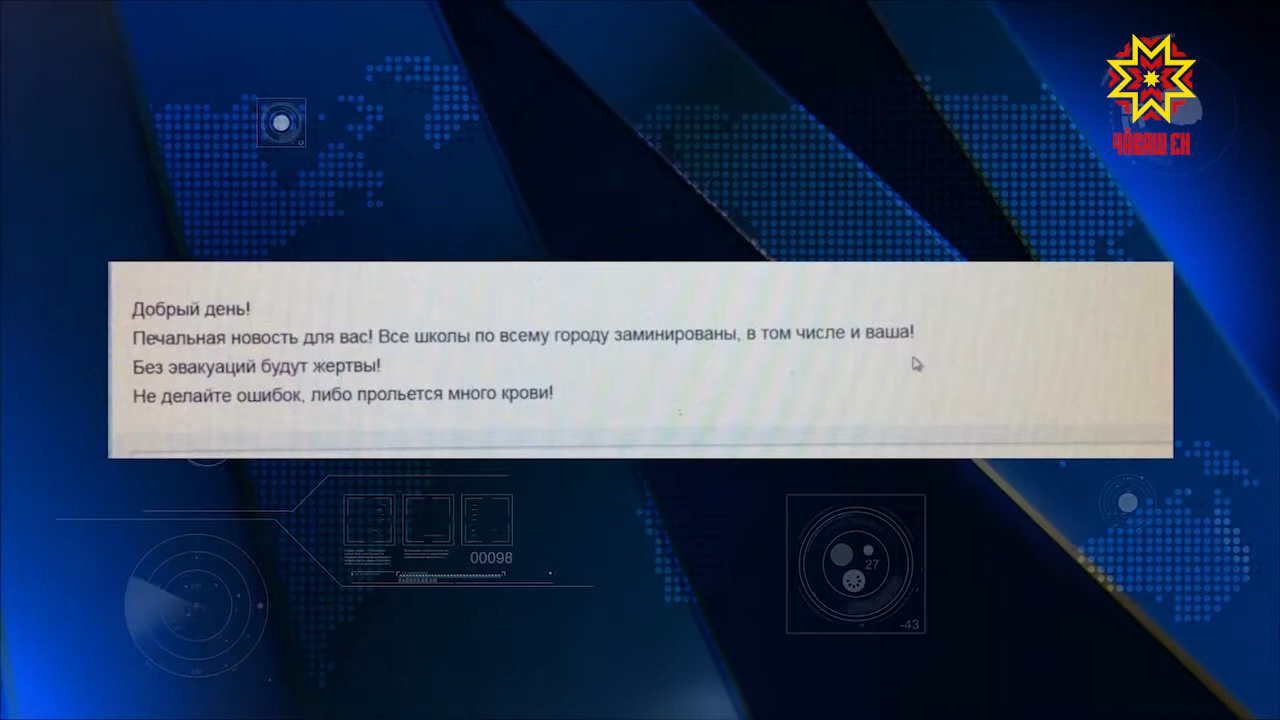 ЧӐВАШ ЕН
Добрый день!
Печальная новость для вас! Все школы по всему городу заминированы, в том числе и ваша!
Без эвакуаций будут жертвы!
Не делайте ошибок, либо прольется много крови!
00098
27
-43